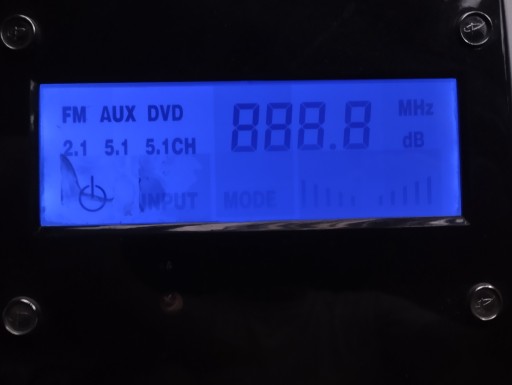 FM AUX DVD 888.8 MHz
2.1 5.1 5.1CH dB
INPUT MODE